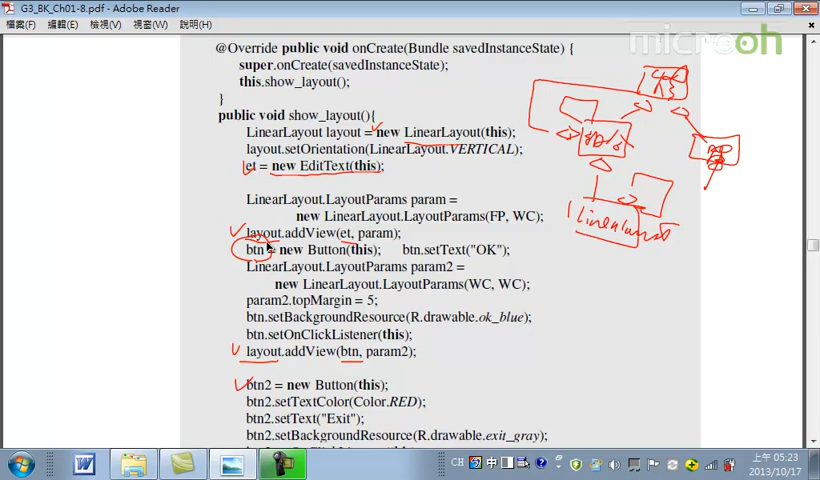 G3_BK_Ch01-8.pdf - Adobe Reader
檔案(F) 編輯(E) 檢視(V) 視窗(W) 說明(H)
microoh
@Override public void onCreate(Bundle savedInstanceState) {
super.onCreate(savedInstanceState);
this.show_layout();
}
public void show_layout(){
LinearLayout layout = new LinearLayout(this);
layout.setOrientation(LinearLayout.VERTICAL);
et = new EditText(this);
LinearLayout.LayoutParams param =
new LinearLayout.LayoutParams(FP, WC);
layout.addView(et, param);
btn = new Button(this); btn.setText("OK");
LinearLayout.LayoutParams param2 =
new LinearLayout.LayoutParams(WC, WC);
param2.topMargin = 5;
btn.setBackgroundResource(R.drawable.ok_blue);
btn.setOnClickListener(this);
layout.addView(btn, param2);
btn2 = new Button(this);
btn2.setTextColor(Color.RED);
btn2.setText("Exit");
btn2.setBackgroundResource(R.drawable.exit_gray);
CH 中
上午 05:23
2013/10/17